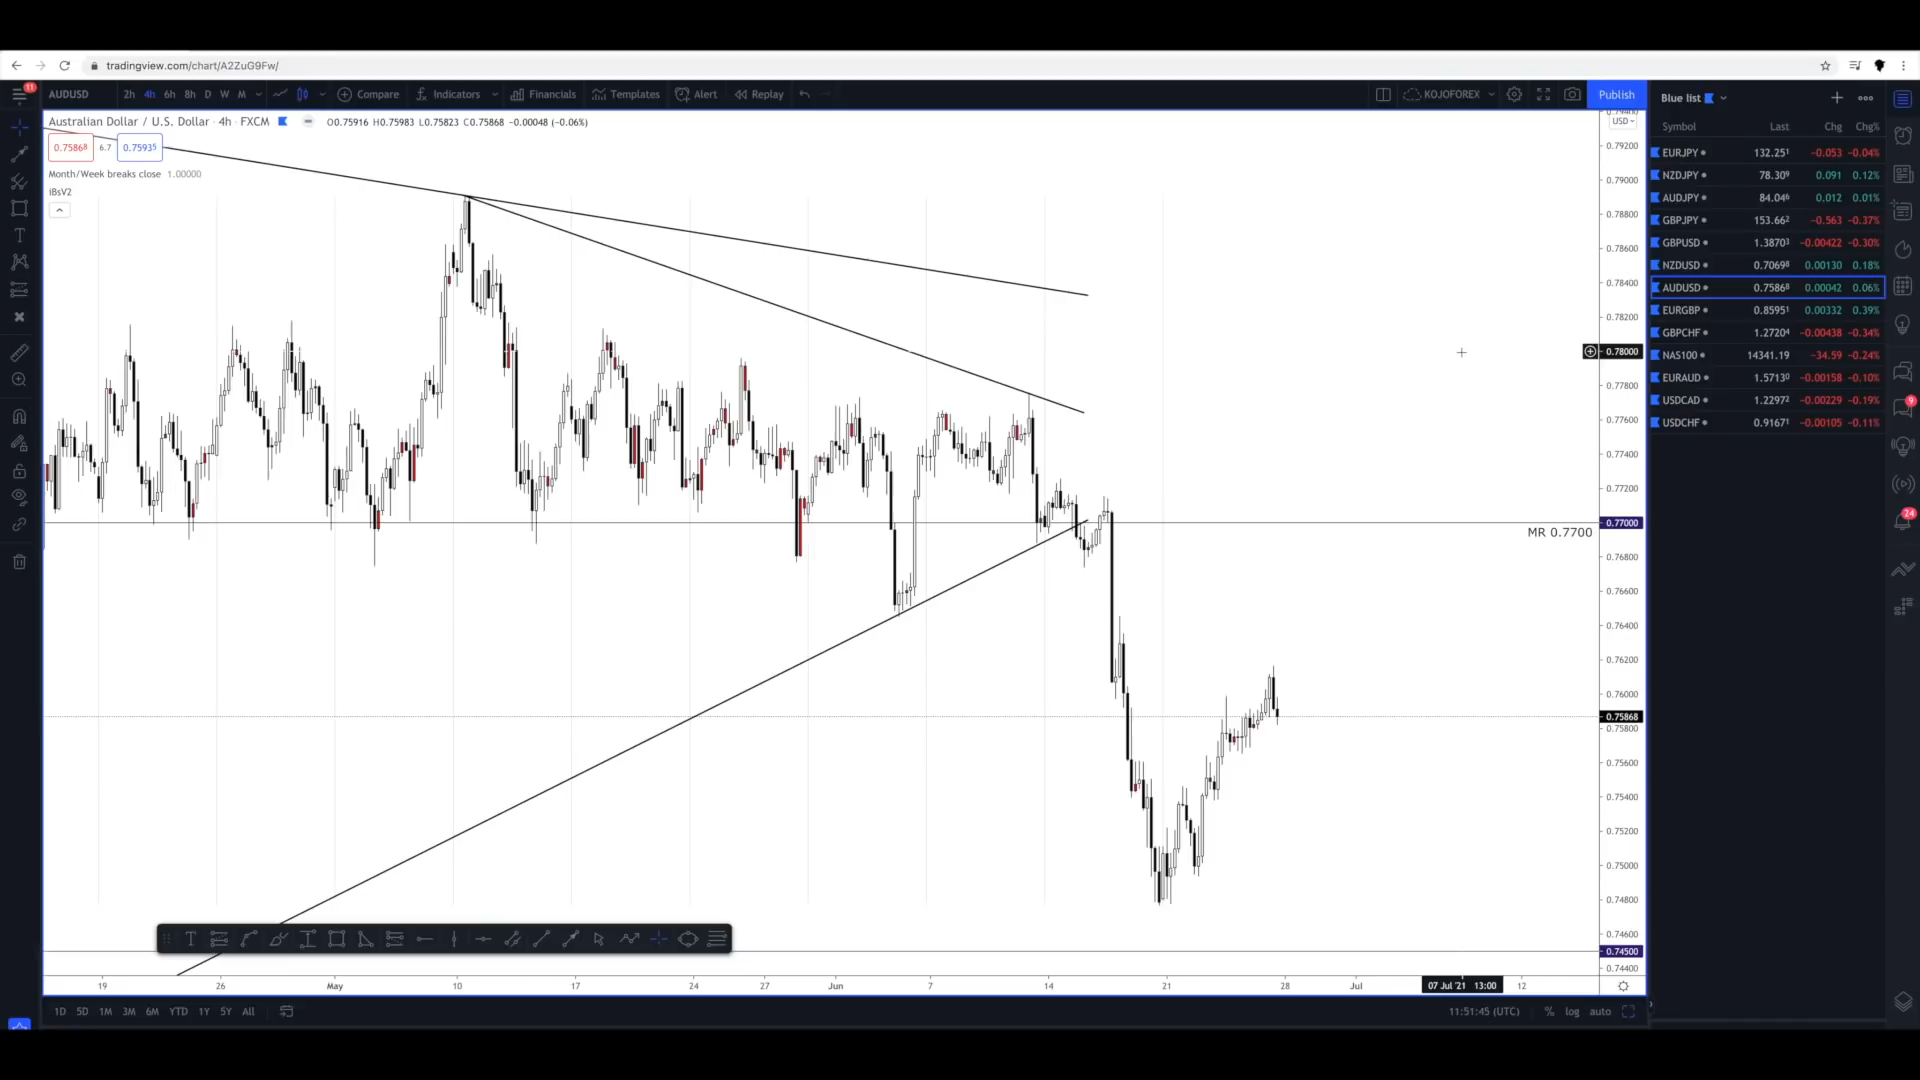 tradingview.com/chart/A2ZuG9Fw/
11
AUDUSD 2h 4h 6h 8h D W M Compare Indicators Financials Templates Alert Replay KOJOFOREX Publish
Australian Dollar / U.S. Dollar · 4h · FXCM O0.75916 H0.75983 L0.75823 C0.75868 −0.00048 (−0.06%)
0.75868 6.7 0.75935
Month/Week breaks close 1.00000
iBsV2
USD
0.79200
0.79000
0.78800
0.78600
0.78400
0.78200
0.78000
0.77800
0.77600
0.77400
0.77200
0.77000
MR 0.7700
0.76800
0.76600
0.76400
0.76200
0.76000
0.75868
0.75800
0.75600
0.75400
0.75200
0.75000
0.74800
0.74600
0.74500
0.74400
19 26 May 10 17 24 27 Jun 7 14 21 28 Jul 07 Jul '21 13:00 12
1D 5D 1M 3M 6M YTD 1Y 5Y All 11:51:45 (UTC) % log auto
Blue list
Symbol Last Chg Chg%
EURJPY 132.251 −0.053 −0.04%
NZDJPY 78.309 0.091 0.12%
AUDJPY 84.046 0.012 0.01%
GBPJPY 153.662 −0.563 −0.37%
GBPUSD 1.38703 −0.00422 −0.30%
NZDUSD 0.70698 0.00130 0.18%
AUDUSD 0.75868 0.00042 0.06%
EURGBP 0.85951 0.00332 0.39%
GBPCHF 1.27204 −0.00438 −0.34%
NAS100 14341.19 −34.59 −0.24%
EURAUD 1.57130 −0.00158 −0.10%
USDCAD 1.22972 −0.00229 −0.19%
USDCHF 0.91671 −0.00105 −0.11%
9
24